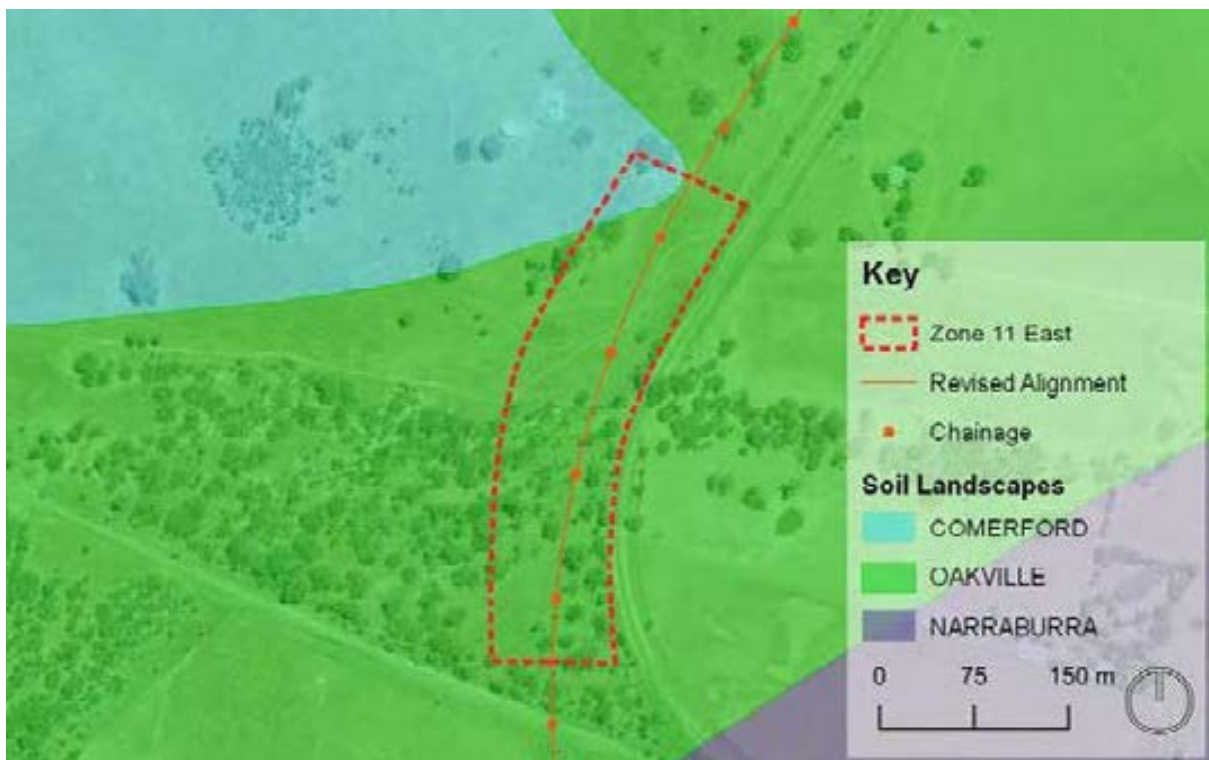 Key
Zone 11 East
Revised Alignment
Chainage
Soil Landscapes
COMERFORD
OAKVILLE
NARRABURRA
0 75 150 m